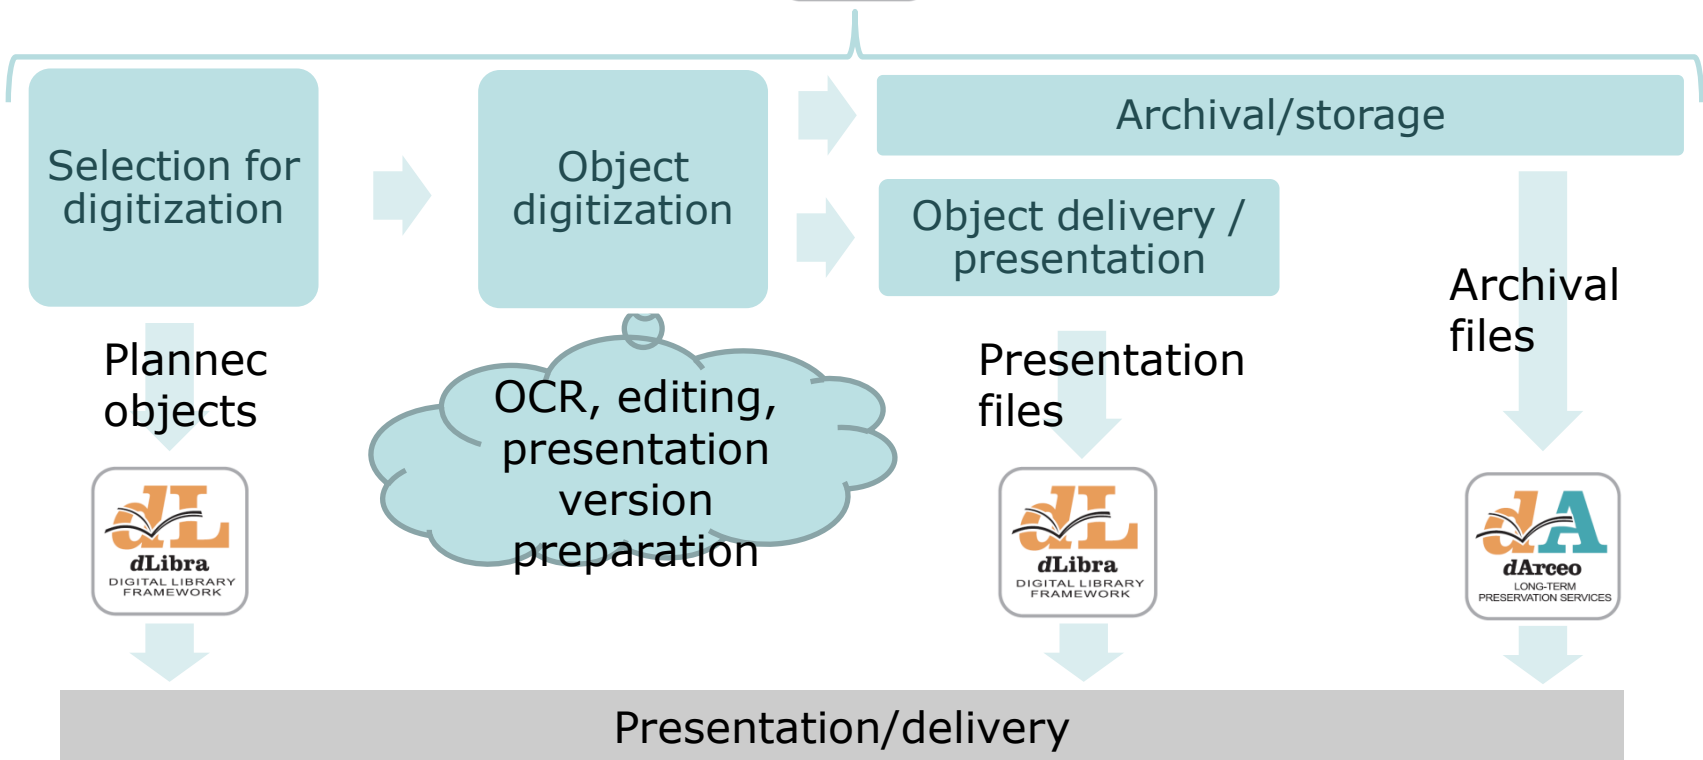 Selection for
digitization
Object
digitization
Archival/storage
Object delivery /
presentation
Plannec
objects
OCR, editing,
presentation
version
preparation
Presentation
files
Archival
files
dL
dLibra
DIGITAL LIBRARY
FRAMEWORK
dL
dLibra
DIGITAL LIBRARY
FRAMEWORK
dA
dArceo
LONG-TERM
PRESERVATION SERVICES
Presentation/delivery